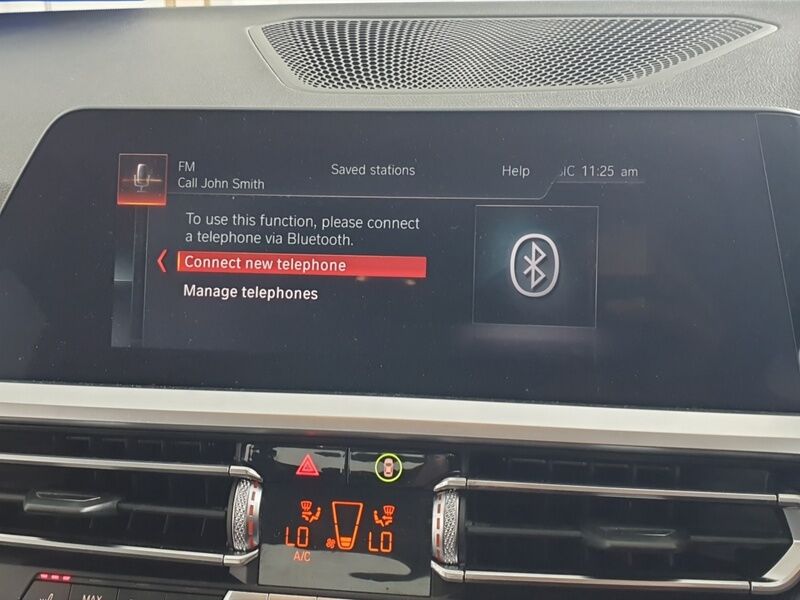 FM
Call John Smith
Saved stations
Help
11:25 am
To use this function, please connect
a telephone via Bluetooth.
Connect new telephone
Manage telephones
LO
LO
A/C
MAX